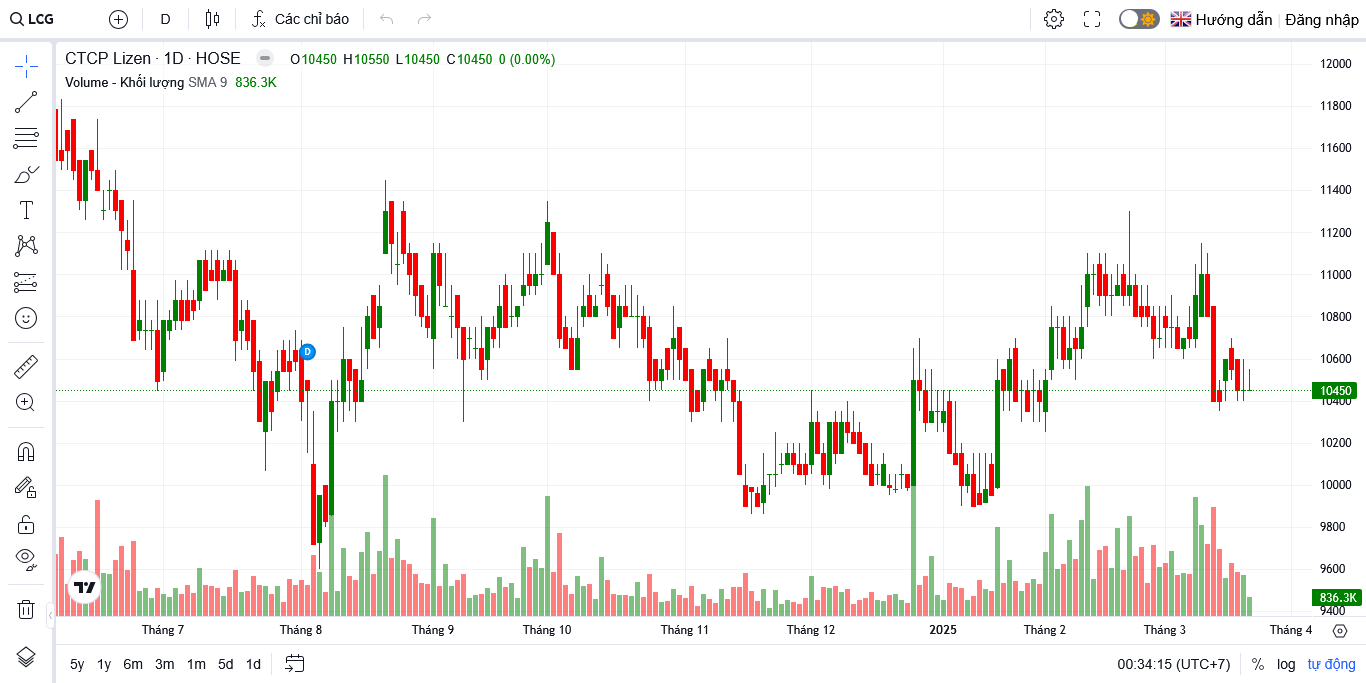 LCG D Các chỉ báo Hướng dẫn Đăng nhập
CTCP Lizen · 1D · HOSE O10450 H10550 L10450 C10450 0 (0.00%)
Volume - Khối lượng SMA 9 836.3K
12000
11800
11600
11400
11200
11000
10800
10600
10450
10400
10200
10000
9800
9600
836.3K
9400
D
Tháng 7 Tháng 8 Tháng 9 Tháng 10 Tháng 11 Tháng 12 2025 Tháng 2 Tháng 3 Tháng 4
5y 1y 6m 3m 1m 5d 1d 00:34:15 (UTC+7) % log tự động